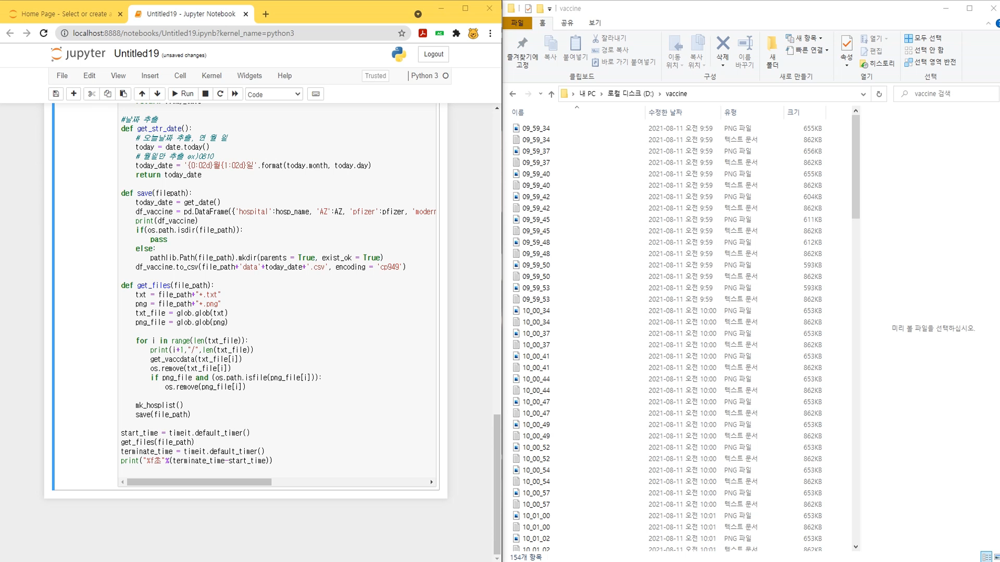 Home Page - Select or create a
Untitled19 - Jupyter Notebook
localhost:8888/notebooks/Untitled19.ipynb?kernel_name=python3
jupyter Untitled19 (unsaved changes)
Logout
File Edit View Insert Cell Kernel Widgets Help
Trusted
Python 3
Run
Code
#날짜 추출
def get_str_date():
# 오늘날짜 추출, 연 월 일
today = date.today()
# 월일만 추출 ex)0810
today_date = '{0:02d}월{1:02d}일'.format(today.month, today.day)
return today_date
def save(filepath):
today_date = get_date()
df_vaccine = pd.DataFrame({'hospital':hosp_name, 'AZ':AZ, 'pfizer':pfizer, 'modern
print(df_vaccine)
if(os.path.isdir(file_path)):
pass
else:
pathlib.Path(file_path).mkdir(parents = True, exist_ok = True)
df_vaccine.to_csv(file_path+'data'+today_date+'.csv', encoding = 'cp949')
def get_files(file_path):
txt = file_path+"*.txt"
png = file_path+"*.png"
txt_file = glob.glob(txt)
png_file = glob.glob(png)
for i in range(len(txt_file)):
print(i+1,"/",len(txt_file))
get_vaccdata(txt_file[i])
os.remove(txt_file[i])
if png_file and (os.path.isfile(png_file[i])):
os.remove(png_file[i])
mk_hosplist()
save(file_path)
start_time = timeit.default_timer()
get_files(file_path)
terminate_time = timeit.default_timer()
print("%f초"%(terminate_time-start_time))
vaccine
파일 홈 공유 보기
즐겨찾기에 고정
복사
붙여넣기
잘라내기
경로 복사
바로 가기 붙여넣기
클립보드
이동 위치
복사 위치
삭제
이름 바꾸기
구성
새 폴더
새 항목
빠른 연결
새로 만들기
속성
열기
편집
히스토리
열기
모두 선택
선택 안 함
선택 영역 반전
선택
내 PC 로컬 디스크 (D:) vaccine
vaccine 검색
이름 수정한 날짜 유형 크기
09_59_34 2021-08-11 오전 9:59 PNG 파일 655KB
09_59_34 2021-08-11 오전 9:59 텍스트 문서 862KB
09_59_37 2021-08-11 오전 9:59 PNG 파일 656KB
09_59_37 2021-08-11 오전 9:59 텍스트 문서 862KB
09_59_40 2021-08-11 오전 9:59 PNG 파일 655KB
09_59_40 2021-08-11 오전 9:59 텍스트 문서 862KB
09_59_42 2021-08-11 오전 9:59 PNG 파일 604KB
09_59_42 2021-08-11 오전 9:59 텍스트 문서 862KB
09_59_45 2021-08-11 오전 9:59 PNG 파일 611KB
09_59_45 2021-08-11 오전 9:59 텍스트 문서 862KB
09_59_48 2021-08-11 오전 9:59 PNG 파일 612KB
09_59_48 2021-08-11 오전 9:59 텍스트 문서 862KB
09_59_50 2021-08-11 오전 9:59 PNG 파일 593KB
09_59_50 2021-08-11 오전 9:59 텍스트 문서 862KB
09_59_53 2021-08-11 오전 9:59 PNG 파일 593KB
09_59_53 2021-08-11 오전 9:59 텍스트 문서 862KB
10_00_34 2021-08-11 오전 10:00 PNG 파일 653KB
10_00_34 2021-08-11 오전 10:00 텍스트 문서 862KB
10_00_37 2021-08-11 오전 10:00 PNG 파일 653KB
10_00_37 2021-08-11 오전 10:00 텍스트 문서 862KB
10_00_41 2021-08-11 오전 10:00 PNG 파일 653KB
10_00_41 2021-08-11 오전 10:00 텍스트 문서 862KB
10_00_44 2021-08-11 오전 10:00 PNG 파일 653KB
10_00_44 2021-08-11 오전 10:00 텍스트 문서 862KB
10_00_47 2021-08-11 오전 10:00 PNG 파일 653KB
10_00_47 2021-08-11 오전 10:00 텍스트 문서 862KB
10_00_49 2021-08-11 오전 10:00 PNG 파일 653KB
10_00_49 2021-08-11 오전 10:00 텍스트 문서 862KB
10_00_52 2021-08-11 오전 10:00 PNG 파일 653KB
10_00_52 2021-08-11 오전 10:00 텍스트 문서 862KB
10_00_54 2021-08-11 오전 10:00 PNG 파일 653KB
10_00_54 2021-08-11 오전 10:00 텍스트 문서 862KB
10_00_57 2021-08-11 오전 10:00 PNG 파일 653KB
10_00_57 2021-08-11 오전 10:00 텍스트 문서 862KB
10_01_00 2021-08-11 오전 10:01 PNG 파일 653KB
10_01_00 2021-08-11 오전 10:01 텍스트 문서 862KB
10_01_02 2021-08-11 오전 10:01 PNG 파일 653KB
10_01_02 2021-08-11 오전 10:01 텍스트 문서 862KB
미리 볼 파일을 선택하십시오.
154개 항목